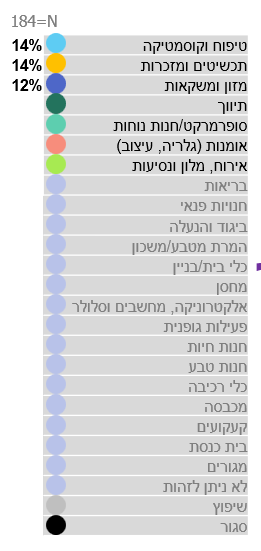 184=N
טיפוח וקוסמטיקה 14%
תכשיטים ומזכרות 14%
מזון ומשקאות 12%
תיווך
סופרמרקט/חנות נוחות
אומנות (גלריה, עיצוב)
אירוח, מלון ונסיעות
בריאות
חנויות פנאי
ביגוד והנעלה
המרת מטבע/משכון
כלי בית/בניין
מחסן
אלקטרוניקה, מחשבים וסלולר
פעילות גופנית
חנות חיות
חנות טבע
כלי רכיבה
מכבסה
קעקועים
בית כנסת
מגורים
לא ניתן לזהות
שיפוץ
סגור